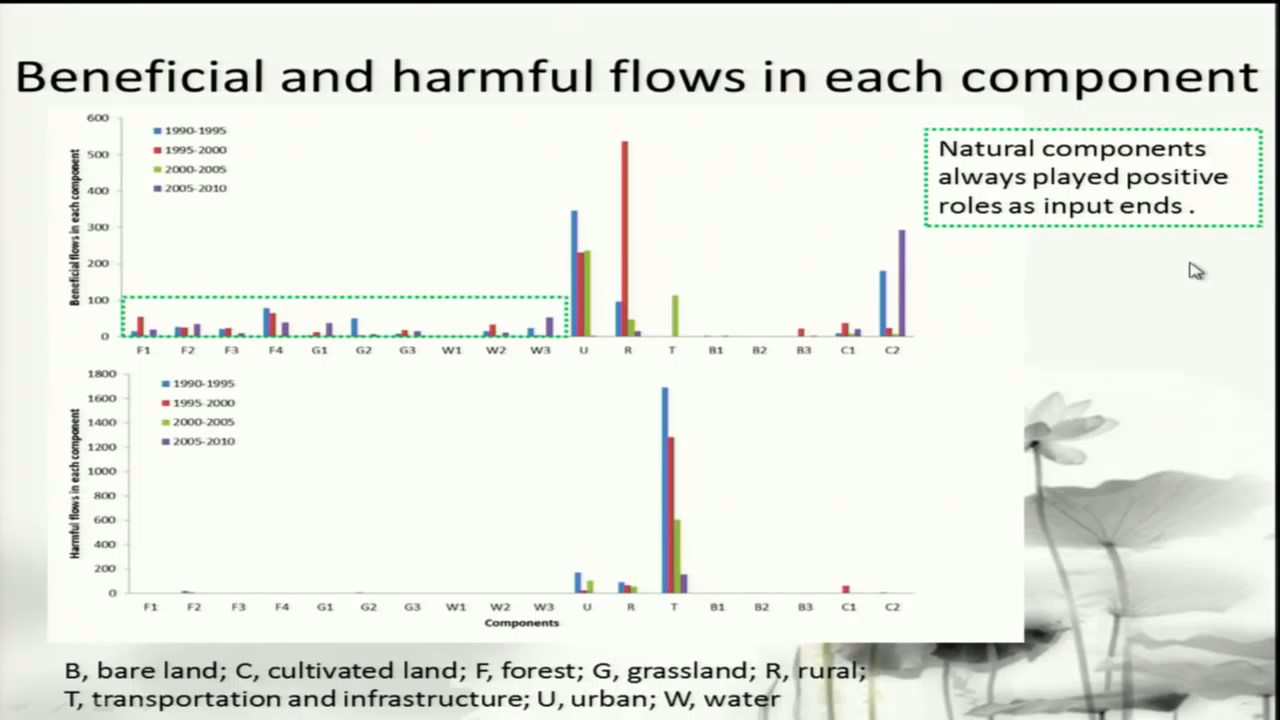 Beneficial and harmful flows in each component
Natural components
always played positive
roles as input ends .
Beneficial flows in each component
600
500
400
300
200
100
0
1990-1995
1995-2000
2000-2005
2005-2010
F1 F2 F3 F4 G1 G2 G3 W1 W2 W3 U R T B1 B2 B3 C1 C2
Harmful flows in each component
1800
1600
1400
1200
1000
800
600
400
200
0
1990-1995
1995-2000
2000-2005
2005-2010
F1 F2 F3 F4 G1 G2 G3 W1 W2 W3 U R T B1 B2 B3 C1 C2
Components
B, bare land; C, cultivated land; F, forest; G, grassland; R, rural;
T, transportation and infrastructure; U, urban; W, water